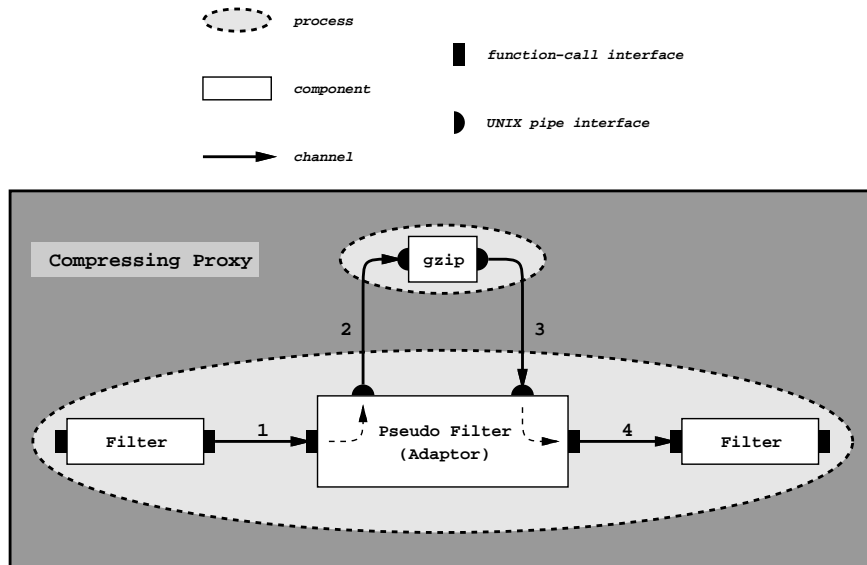 process
function-call interface
component
UNIX pipe interface
channel
Compressing Proxy
gzip
2
3
Filter
1
Pseudo Filter
(Adaptor)
4
Filter